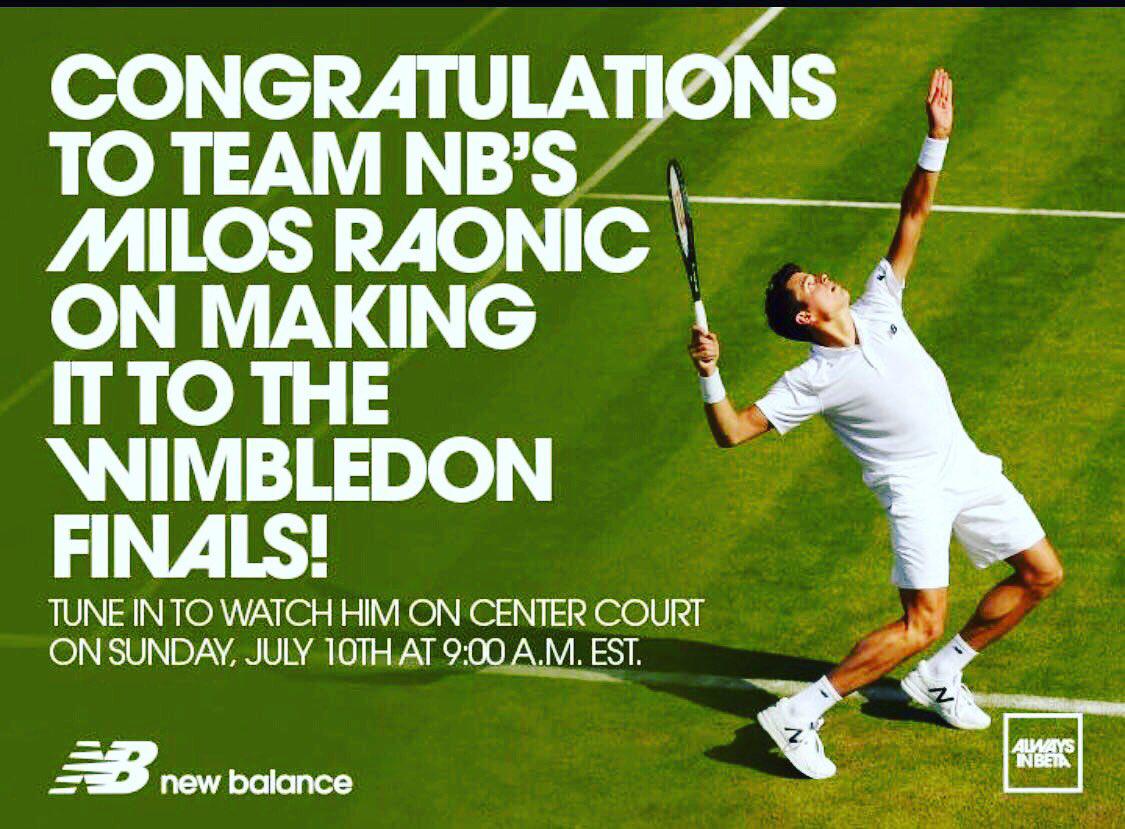 CONGRATULATIONS
TO TEAM NB'S
MILOS RAONIC
ON MAKING
IT TO THE
WIMBLEDON
FINALS!
TUNE IN TO WATCH HIM ON CENTER COURT
ON SUNDAY, JULY 10TH AT 9:00 A.M. EST.
NB new balance
ALWAYS
IN BETA
N
N